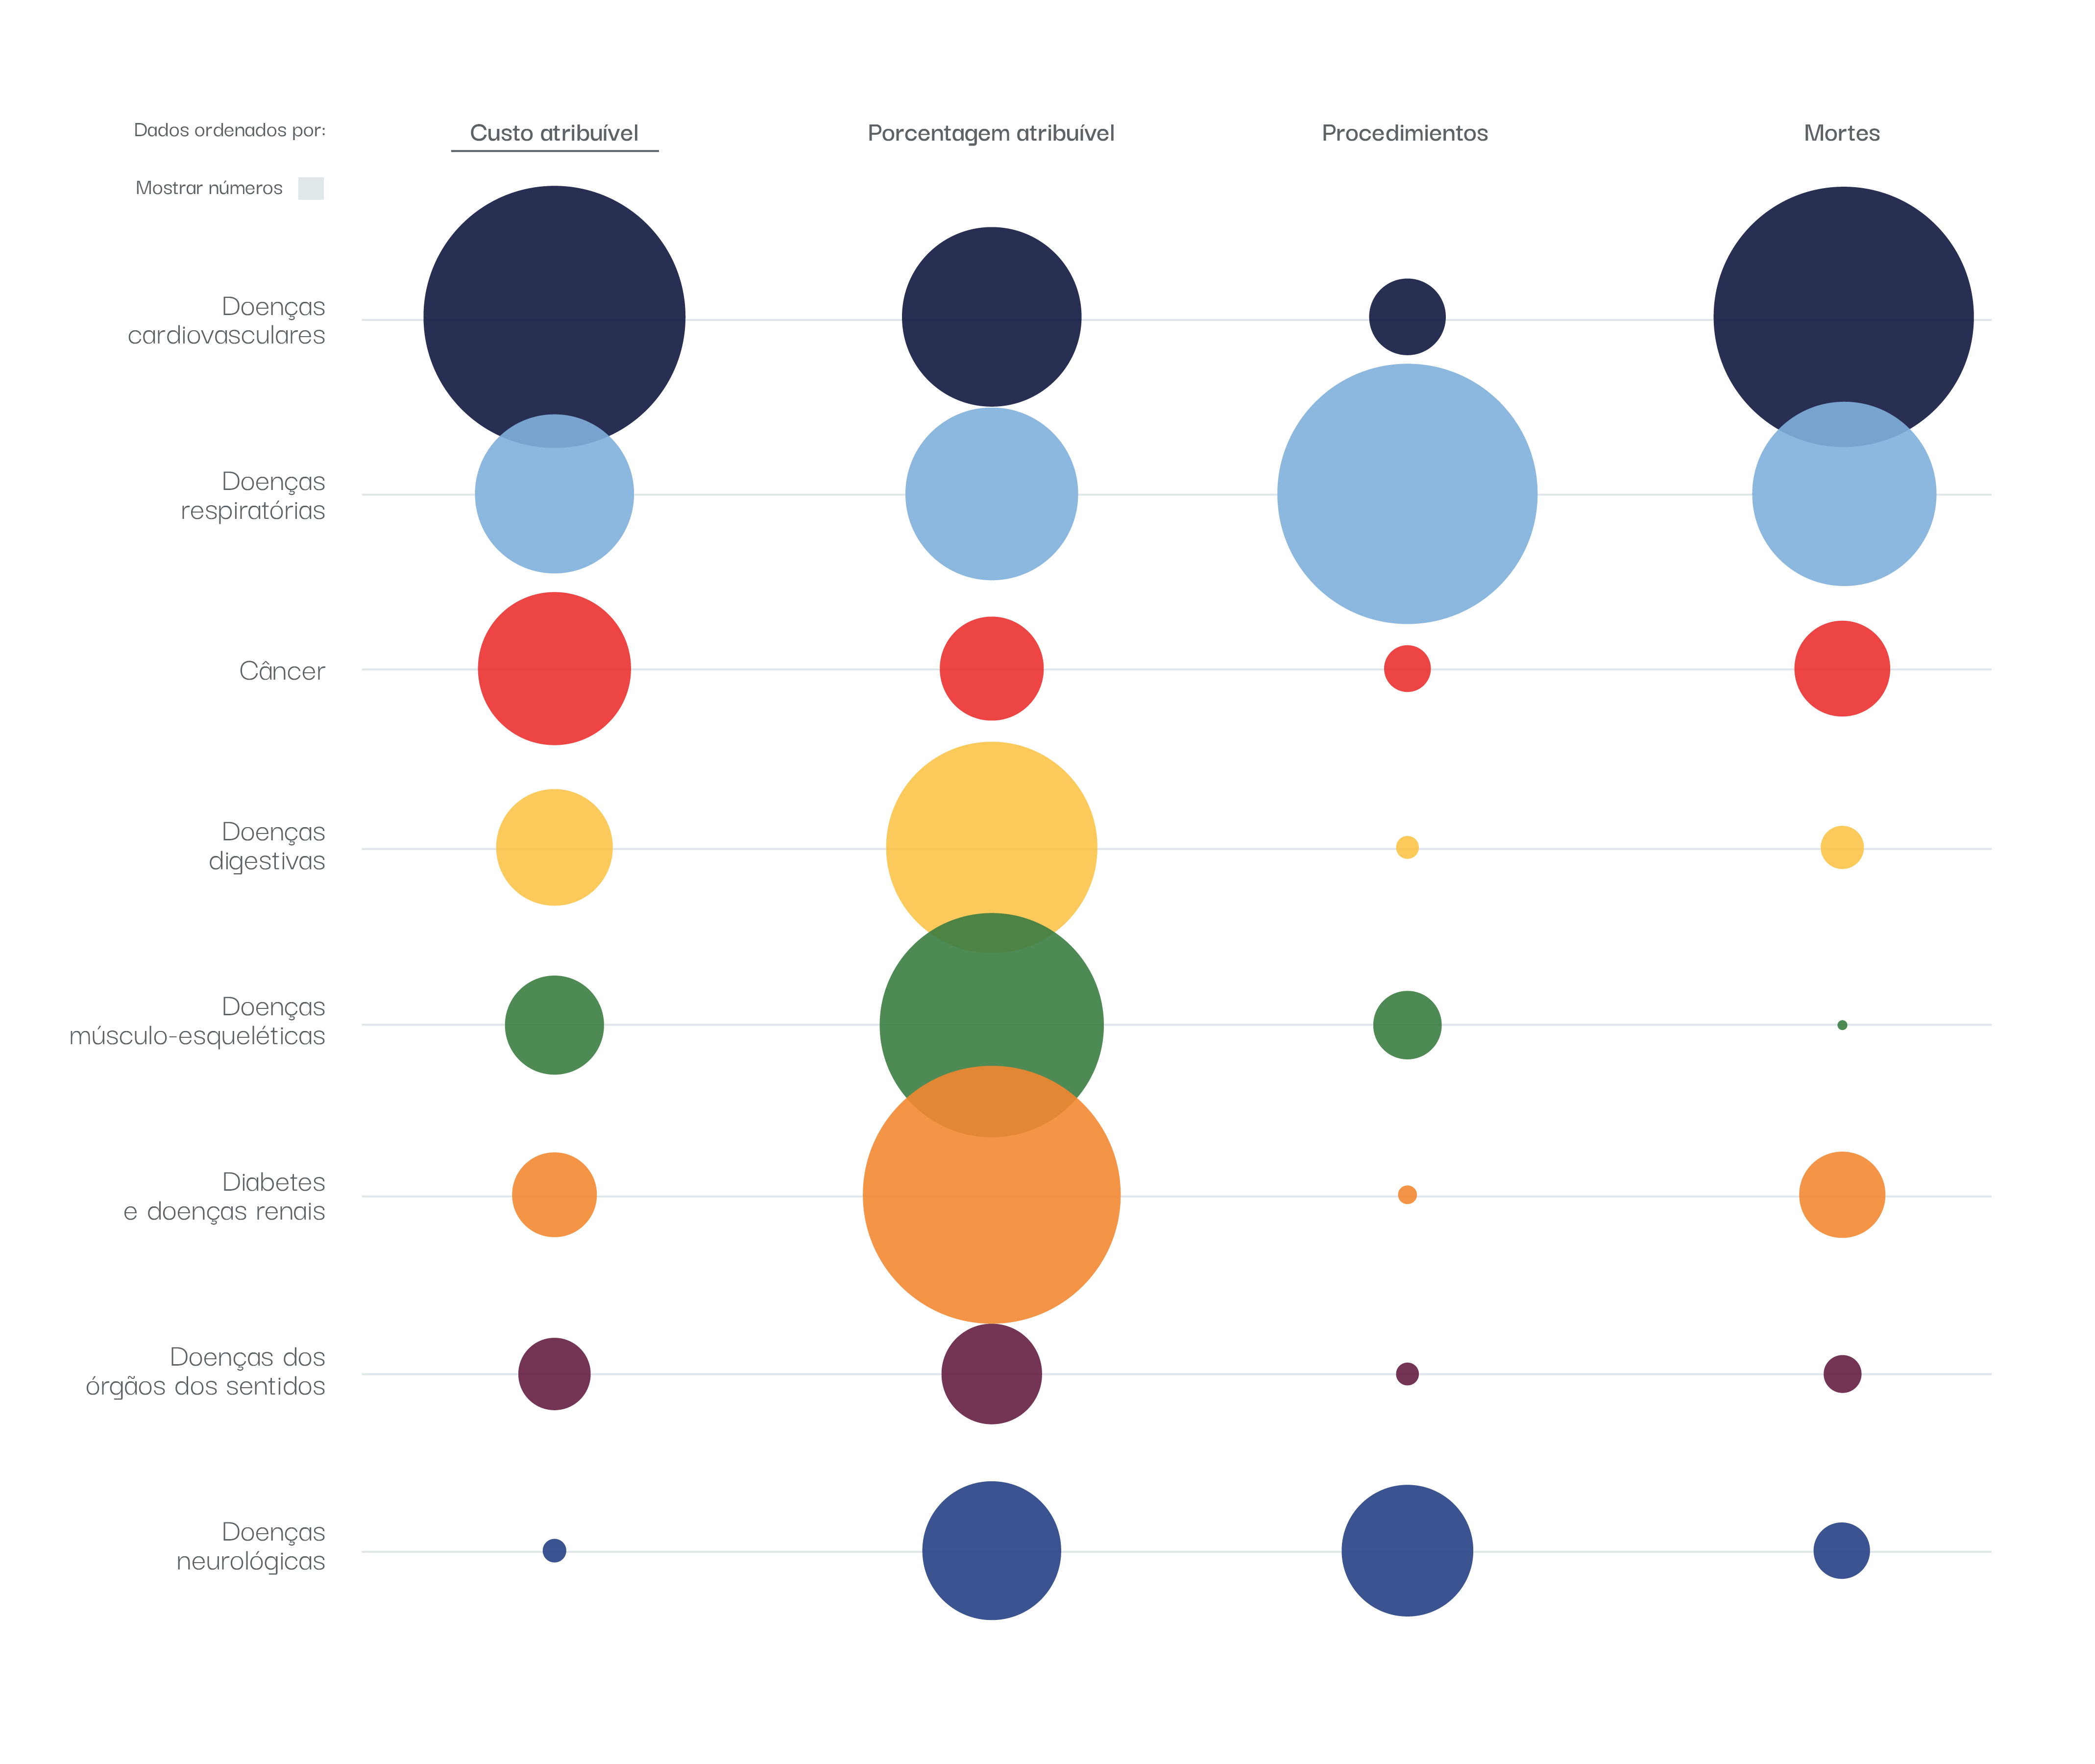 Dados ordenados por:
Custo atribuível
Porcentagem atribuível
Procedimientos
Mortes
Mostrar números
Doenças
cardiovasculares
Doenças
respiratórias
Câncer
Doenças
digestivas
Doenças
músculo-esqueléticas
Diabetes
e doenças renais
Doenças dos
órgãos dos sentidos
Doenças
neurológicas